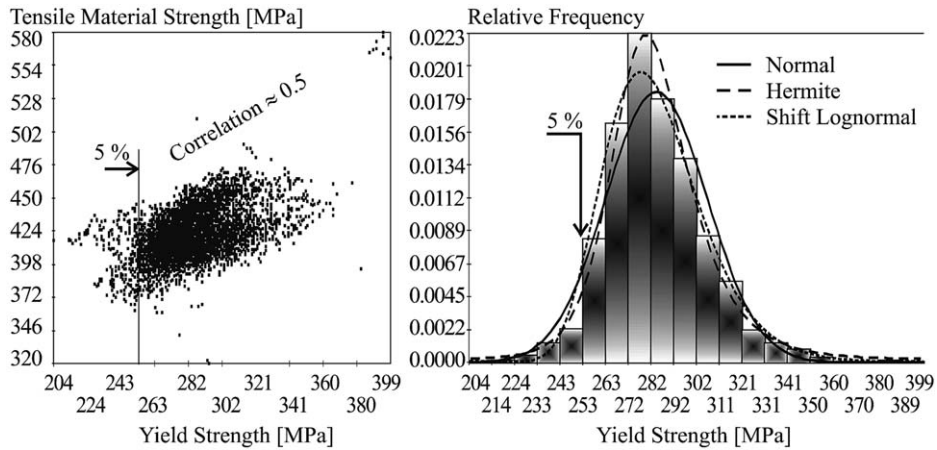 Tensile Material Strength [MPa]
580
554
528
502
476
450
424
398
372
346
320
5 %
Correlation ≈ 0.5
204 243 282 321 360 399
224 263 302 341 380
Yield Strength [MPa]
Relative Frequency
0.0223
0.0201
0.0179
0.0156
0.0134
0.0112
0.0089
0.0067
0.0045
0.0022
0.0000
5 %
Normal
Hermite
Shift Lognormal
204 224 243 263 282 302 321 341 360 380 399
214 233 253 272 292 311 331 350 370 389
Yield Strength [MPa]